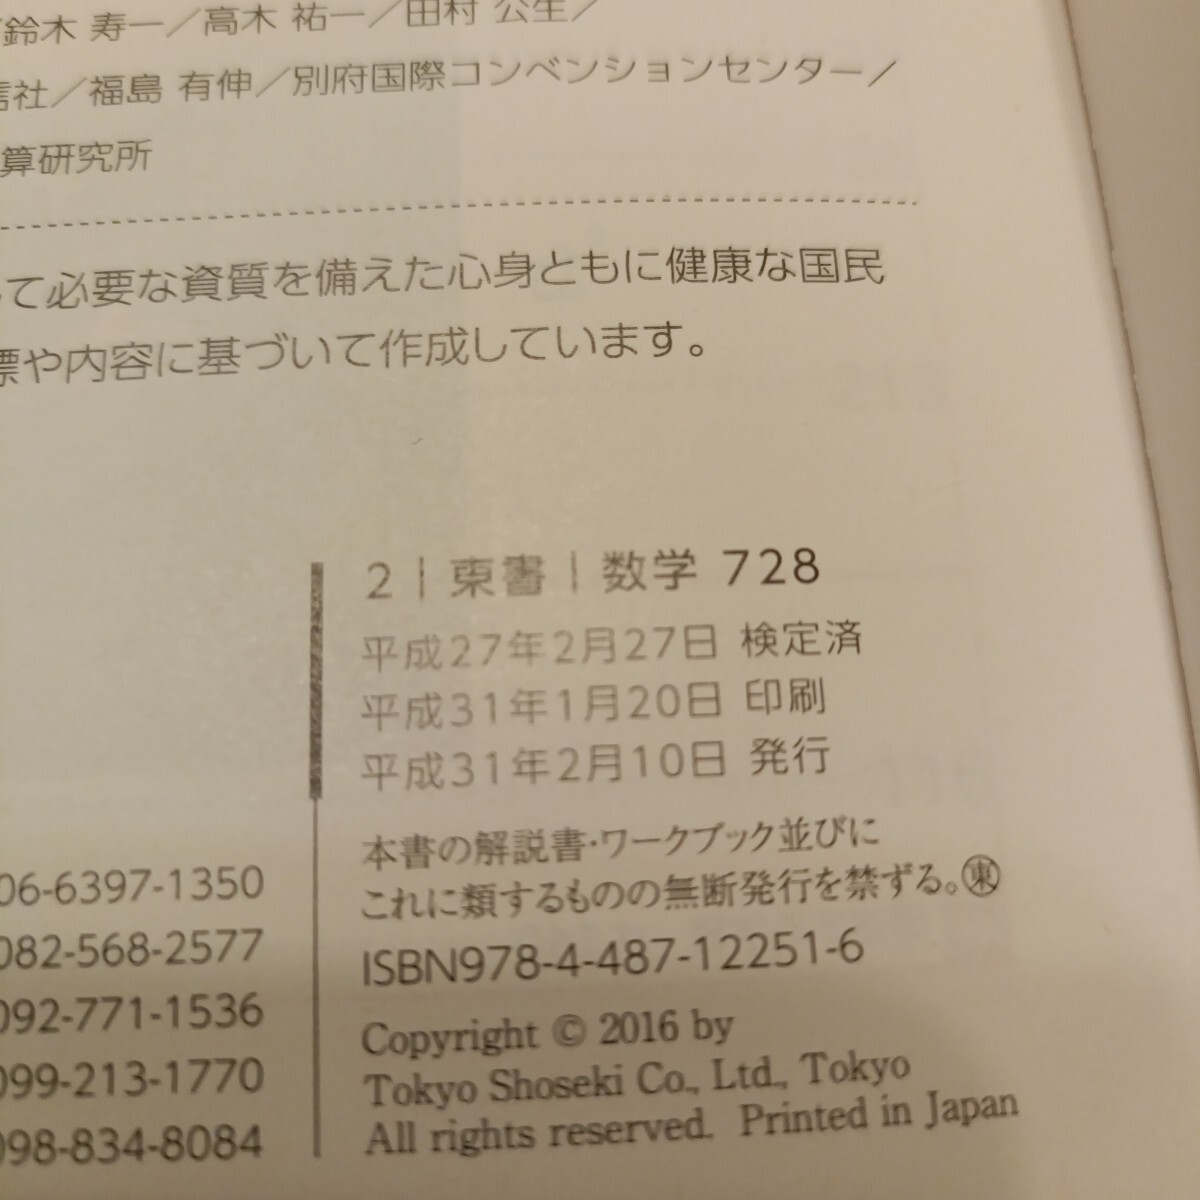 鈴木 寿一／高木 祐一／田村 公生／
信社／福島 有伸／別府国際コンベンションセンター／
算研究所
て必要な資質を備えた心身ともに健康な国民
標や内容に基づいて作成しています。
2｜東書｜数学 728
平成27年2月27日 検定済
平成31年1月20日 印刷
平成31年2月10日 発行
本書の解説書・ワークブック並びに
これに類するものの無断発行を禁ずる。㊤東
ISBN978-4-487-12251-6
Copyright © 2016 by
Tokyo Shoseki Co., Ltd., Tokyo
All rights reserved. Printed in Japan
06-6397-1350
082-568-2577
092-771-1536
099-213-1770
098-834-8084